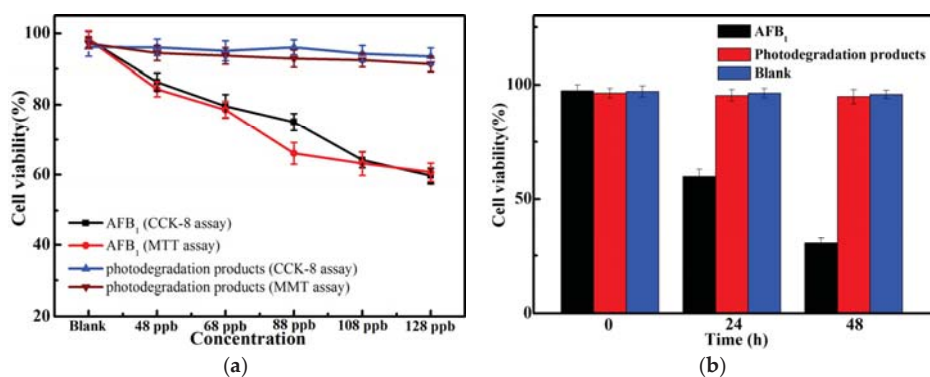 100
80
60
40
20
Cell viability(%)
AFB₁ (CCK-8 assay)
AFB₁ (MTT assay)
photodegradation products (CCK-8 assay)
photodegradation products (MMT assay)
Blank 48 ppb 68 ppb 88 ppb 108 ppb 128 ppb
Concentration
(a)
AFB₁
Photodegradation products
Blank
100
50
0
Cell viability(%)
0 24 48
Time (h)
(b)